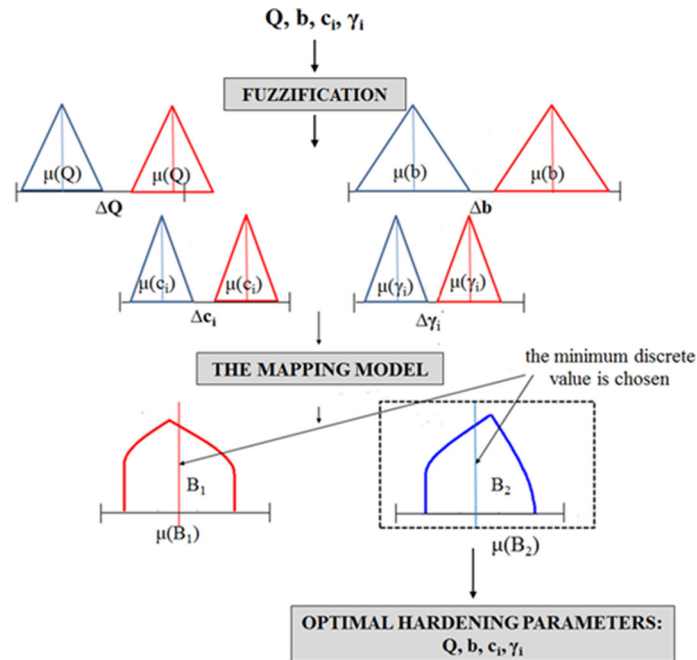 Q, b, cᵢ, γᵢ
FUZZIFICATION
μ(Q) μ(Q) μ(b) μ(b)
ΔQ Δb
μ(cᵢ) μ(cᵢ) μ(γᵢ) μ(γᵢ)
Δcᵢ Δγᵢ
THE MAPPING MODEL
the minimum discrete
value is chosen
B₁ B₂
μ(B₁) μ(B₂)
OPTIMAL HARDENING PARAMETERS:
Q, b, cᵢ, γᵢ